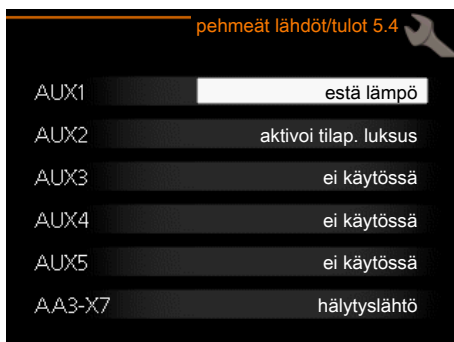 pehmeät lähdöt/tulot 5.4
AUX1 estä lämpö
AUX2 aktivoi tilap. luksus
AUX3 ei käytössä
AUX4 ei käytössä
AUX5 ei käytössä
AA3-X7 hälytyslähtö